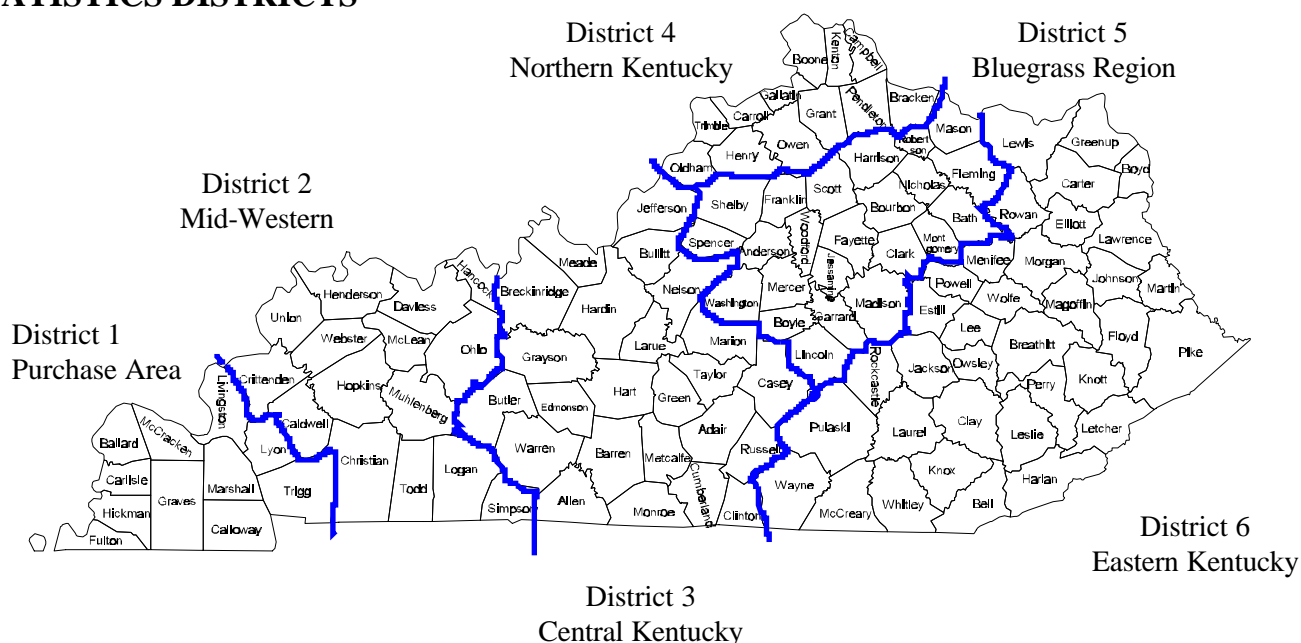 ATISTICS DISTRICTS
District 4
Northern Kentucky
District 5
Bluegrass Region
District 2
Mid-Western
District 1
Purchase Area
District 6
Eastern Kentucky
District 3
Central Kentucky
Boone
Kenton
Campbell
Gallatin
Grant
Pendleton
Bracken
Trimble
Carroll
Owen
Henry
Oldham
Mason
Robert
son
Harrison
Lewis
Greenup
Boyd
Carter
Fleming
Nicholas
Scott
Franklin
Shelby
Jefferson
Bourbon
Bath
Rowan
Elliott
Lawrence
Woodford
Fayette
Clark
Mont
gomery
Menifee
Morgan
Spencer
Anderson
Bullitt
Jessamine
Johnson
Martin
Powell
Wolfe
Magoffin
Meade
Hancock
Breckinridge
Nelson
Washington
Mercer
Madison
Estill
Lee
Floyd
Pike
Henderson
Daviess
Hardin
Boyle
Garrard
Breathitt
Union
Webster
McLean
Ohio
Grayson
Larue
Marion
Lincoln
Rockcastle
Jackson
Owsley
Perry
Knott
Crittenden
Livingston
Hopkins
Muhlenberg
Butler
Edmonson
Hart
Green
Taylor
Casey
Pulaski
Laurel
Clay
Leslie
Letcher
Caldwell
Lyon
Christian
Warren
Barren
Metcalfe
Adair
Russell
Ballard
McCracken
Carlisle
Graves
Marshall
Trigg
Todd
Logan
Simpson
Allen
Monroe
Cumberland
Clinton
Wayne
McCreary
Whitley
Knox
Bell
Harlan
Hickman
Fulton
Calloway